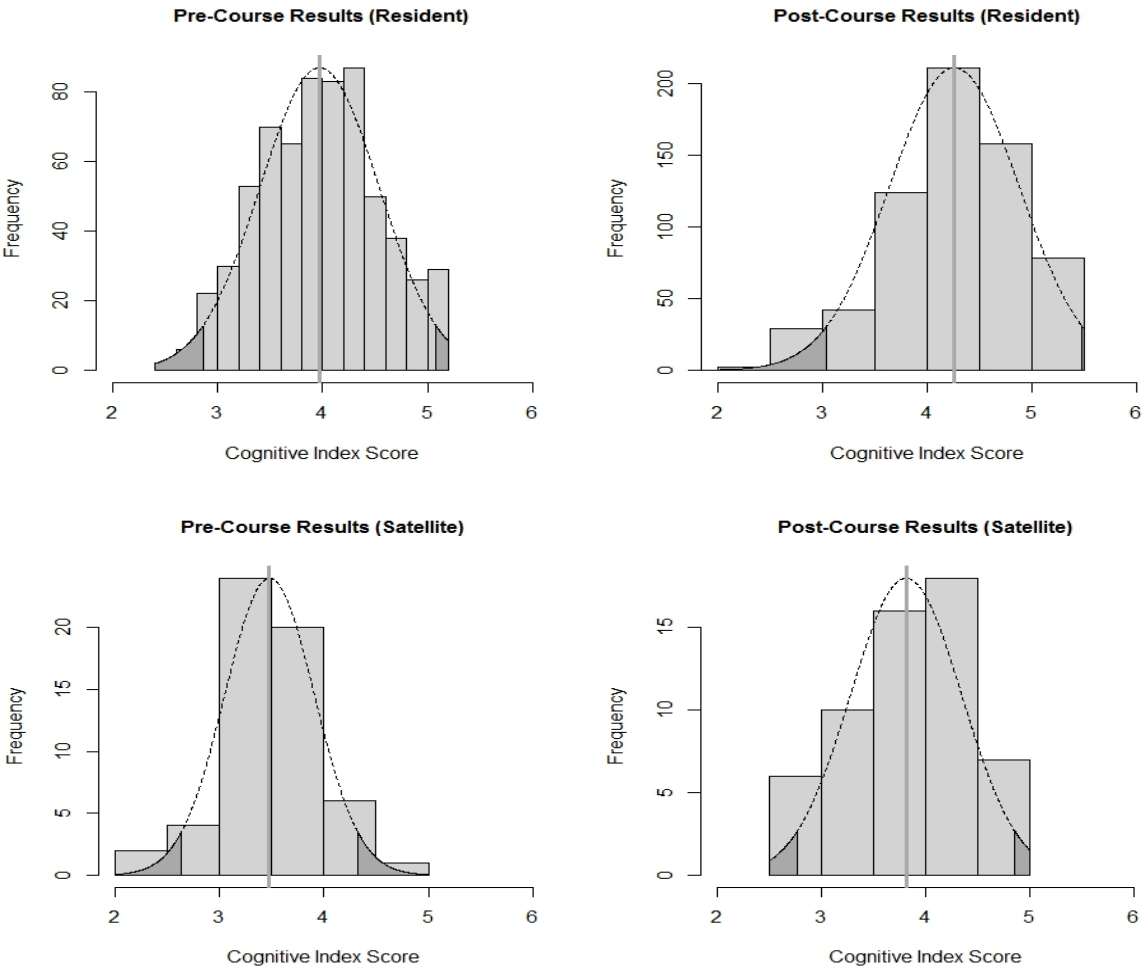 Pre-Course Results (Resident)
Frequency
0 20 40 60 80
2 3 4 5 6
Cognitive Index Score
Post-Course Results (Resident)
Frequency
0 50 100 150 200
2 3 4 5 6
Cognitive Index Score
Pre-Course Results (Satellite)
Frequency
0 5 10 15 20
2 3 4 5 6
Cognitive Index Score
Post-Course Results (Satellite)
Frequency
0 5 10 15
2 3 4 5 6
Cognitive Index Score